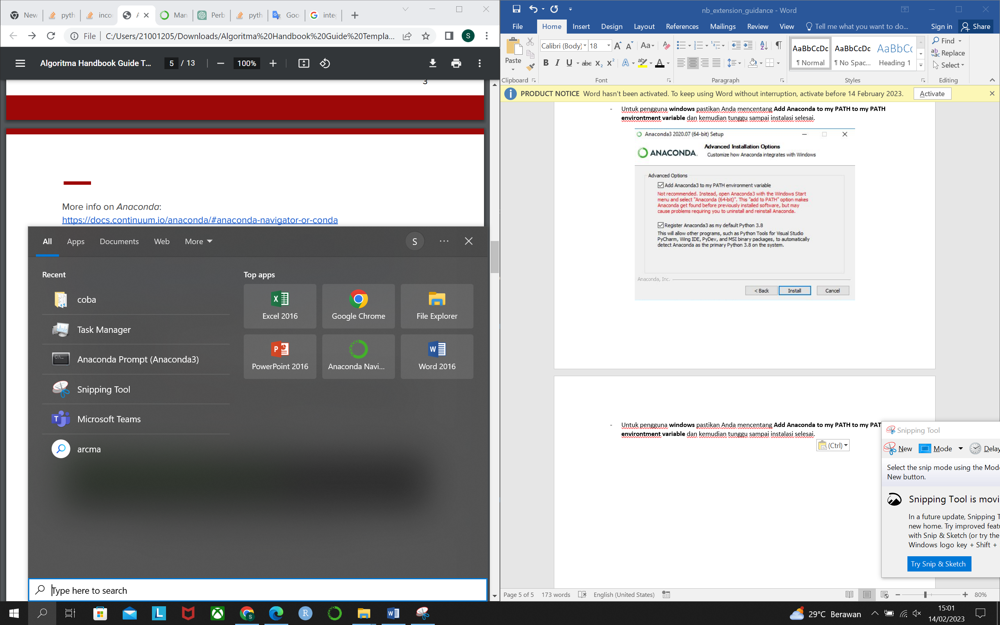 New
pyth
inco
Man
Perb
pyth
Goo
integ
File
C:/Users/21001205/Downloads/Algoritma%20Handbook%20Guide%20Templa...
S
Algoritma Handbook Guide T...
5 / 13
100%
3
More info on Anaconda:
https://docs.continuum.io/anaconda/#anaconda-navigator-or-conda
All
Apps
Documents
Web
More
S
Recent
coba
Task Manager
Anaconda Prompt (Anaconda3)
Snipping Tool
Microsoft Teams
arcma
Top apps
Excel 2016
Google Chrome
File Explorer
PowerPoint 2016
Anaconda Navi...
Word 2016
Type here to search
nb_extension_guidance - Word
File
Home
Insert
Design
Layout
References
Mailings
Review
View
Tell me what you want to do...
Sign in
Share
Paste
Clipboard
Calibri (Body)
18
Font
Paragraph
AaBbCcDc
¶ Normal
AaBbCcDc
¶ No Spac...
AaBbCc
Heading 1
Styles
Find
Replace
Select
Editing
PRODUCT NOTICE Word hasn't been activated. To keep using Word without interruption, activate before 14 February 2023.
Activate
- Untuk pengguna windows pastikan Anda mencentang Add Anaconda to my PATH to my PATH
environtment variable dan kemudian tunggu sampai instalasi selesai.
Anaconda3 2020.07 (64-bit) Setup
ANACONDA.
Advanced Installation Options
Customize how Anaconda integrates with Windows
Advanced Options
Add Anaconda3 to my PATH environment variable
Not recommended. Instead, open Anaconda3 with the Windows Start
menu and select "Anaconda (64-bit)". This "add to PATH" option makes
Anaconda get found before previously installed software, but may
cause problems requiring you to uninstall and reinstall Anaconda.
Register Anaconda3 as my default Python 3.8
This will allow other programs, such as Python Tools for Visual Studio
PyCharm, Wing IDE, PyDev, and MSI binary packages, to automatically
detect Anaconda as the primary Python 3.8 on the system.
Anaconda, Inc.
< Back
Install
Cancel
- Untuk pengguna windows pastikan Anda mencentang Add Anaconda to my PATH to my PAT
environtment variable dan kemudian tunggu sampai instalasi selesai.
(Ctrl)
Snipping Tool
New
Mode
Delay
Select the snip mode using the Mod
New button.
Snipping Tool is movi
In a future update, Snipping T
new home. Try improved feat
with Snip & Sketch (or try the
Windows logo key + Shift +
Try Snip & Sketch
Page 5 of 5
173 words
English (United States)
80%
29°C Berawan
15:01
14/02/2023